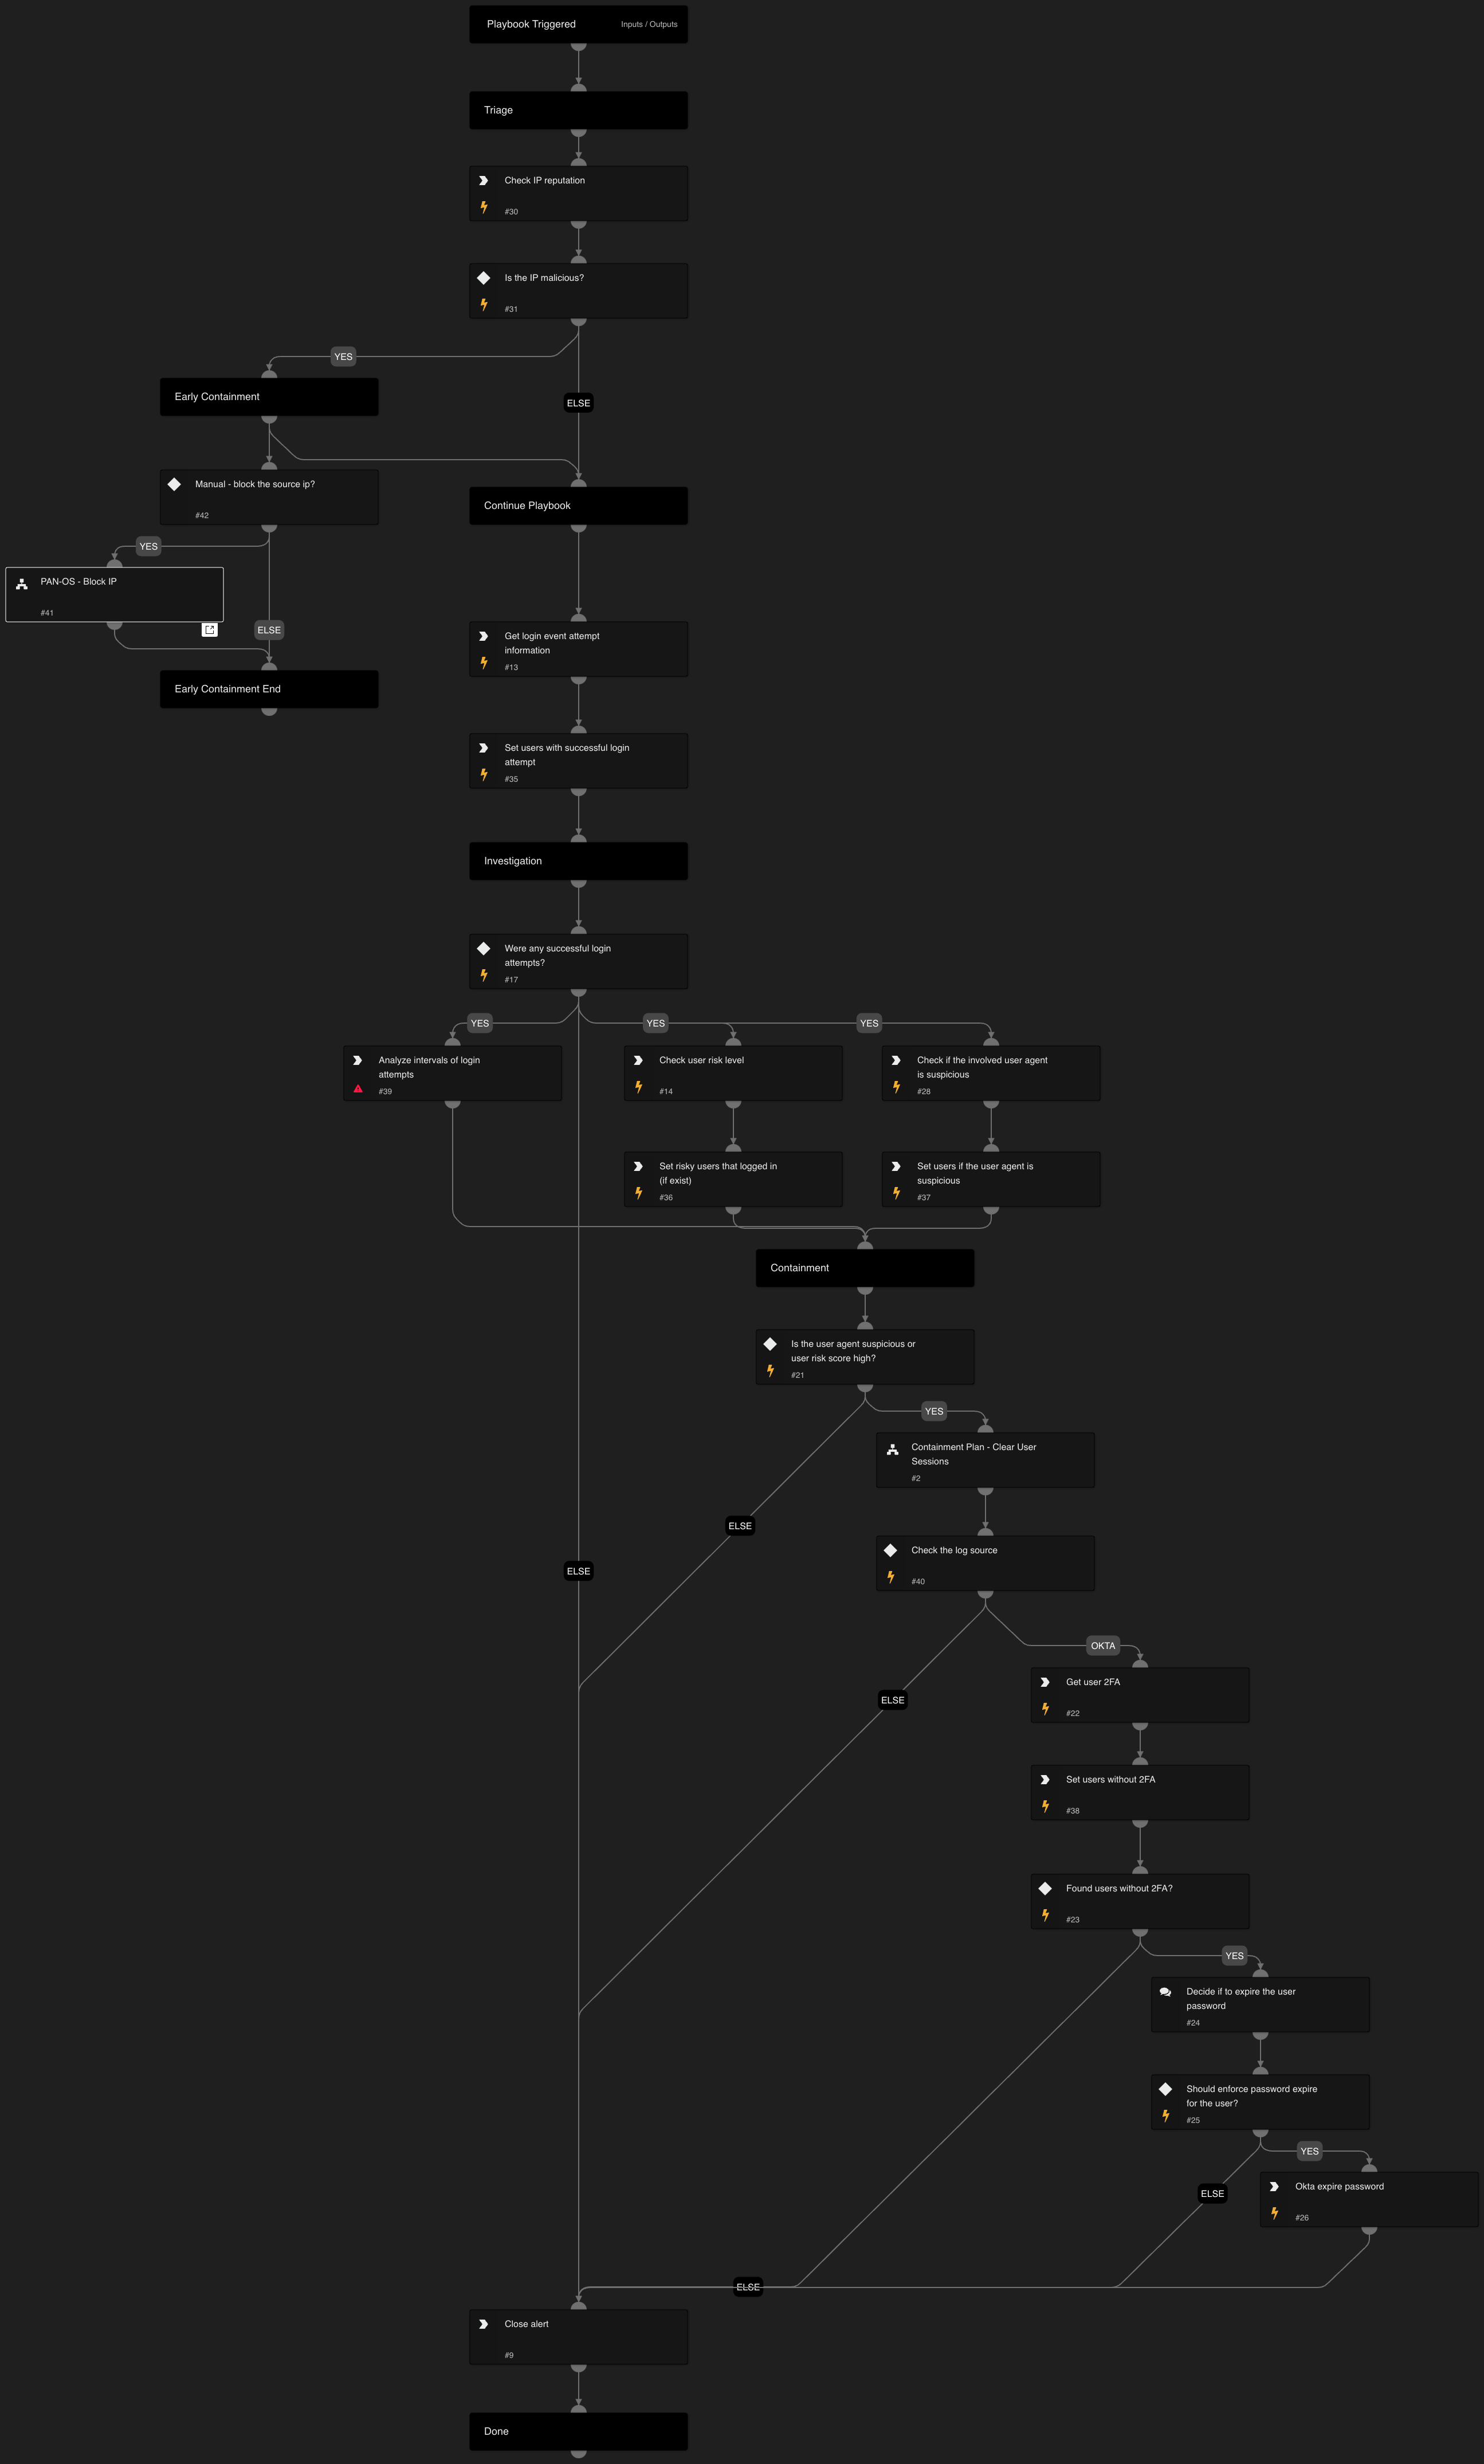 Playbook Triggered
Inputs / Outputs
Triage
Check IP reputation
#30
Is the IP malicious?
#31
YES
Early Containment
ELSE
Manual - block the source ip?
#42
Continue Playbook
YES
PAN-OS - Block IP
#41
ELSE
Early Containment End
Get login event attempt
information
#13
Set users with successful login
attempt
#35
Investigation
Were any successful login
attempts?
#17
YES
YES
YES
Analyze intervals of login
attempts
#39
Check user risk level
#14
Check if the involved user agent
is suspicious
#28
Set risky users that logged in
(if exist)
#36
Set users if the user agent is
suspicious
#37
Containment
Is the user agent suspicious or
user risk score high?
#21
YES
Containment Plan - Clear User
Sessions
#2
ELSE
Check the log source
#40
ELSE
OKTA
Get user 2FA
#22
ELSE
Set users without 2FA
#38
Found users without 2FA?
#23
YES
Decide if to expire the user
password
#24
Should enforce password expire
for the user?
#25
YES
Okta expire password
#26
ELSE
ELSE
Close alert
#9
Done